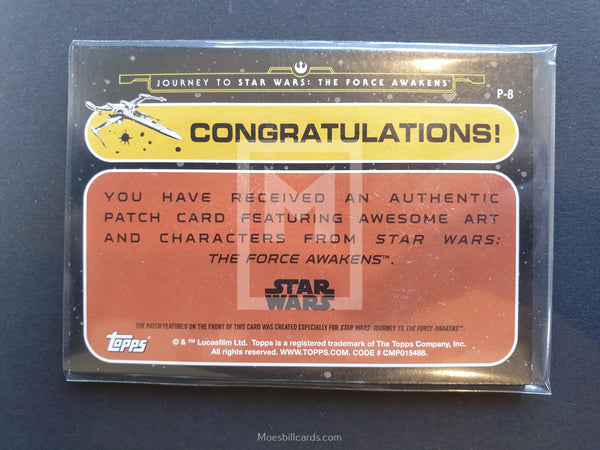 JOURNEY TO STAR WARS: THE FORCE AWAKENS™
P-8
CONGRATULATIONS!
YOU HAVE RECEIVED AN AUTHENTIC
PATCH CARD FEATURING AWESOME ART
AND CHARACTERS FROM STAR WARS:
THE FORCE AWAKENS™.
STAR
WARS
THE PATCH FEATURED ON THE FRONT OF THIS CARD WAS CREATED ESPECIALLY FOR STAR WARS: JOURNEY TO THE FORCE AWAKENS™.
Topps®
© & ™ Lucasfilm Ltd. Topps is a registered trademark of The Topps Company, Inc.
All rights reserved. WWW.TOPPS.COM. CODE # CMP015488.
M
Moesbillcards.com